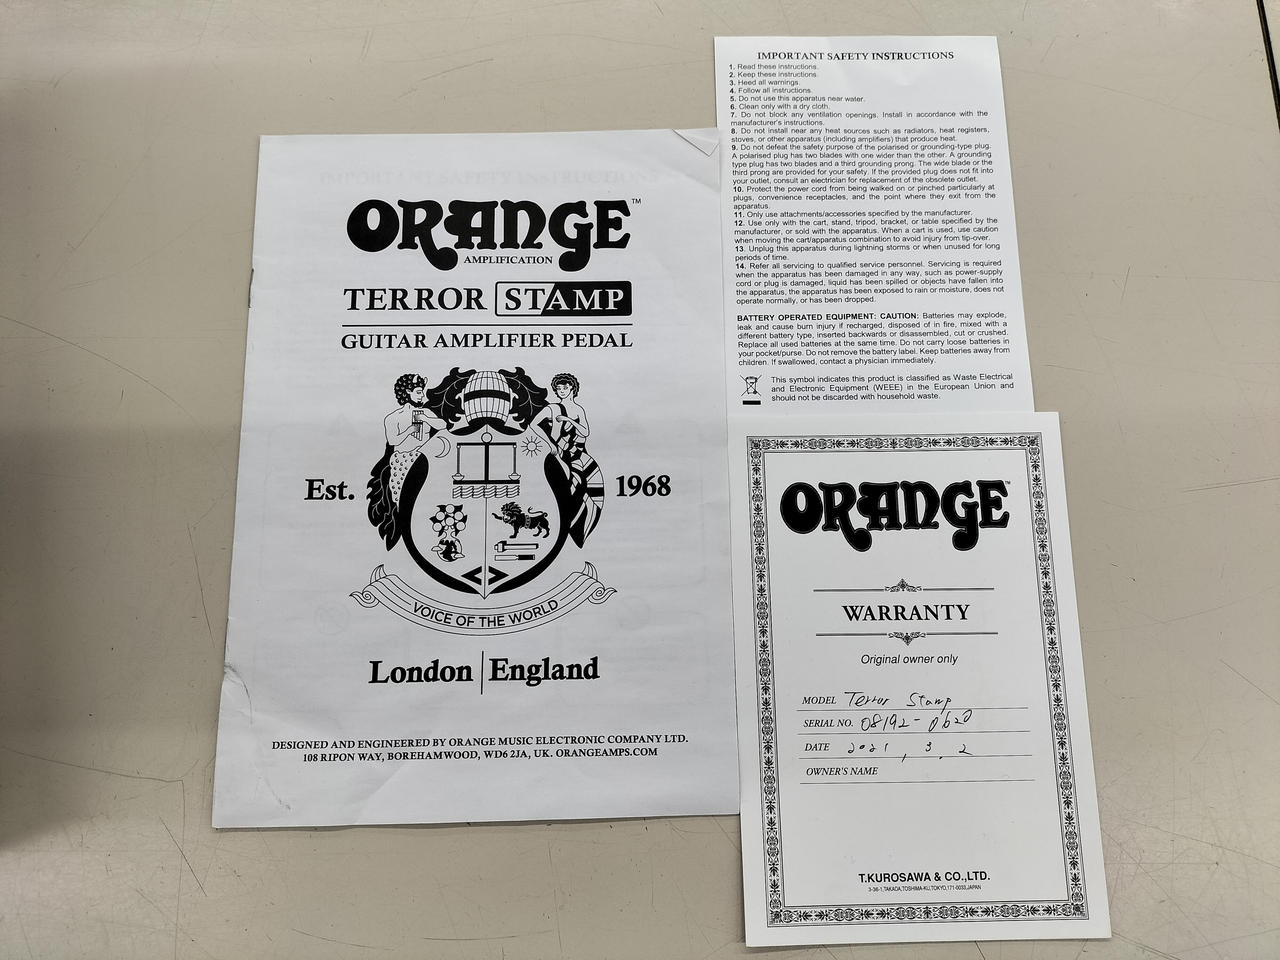 ORANGE™
AMPLIFICATION
TERROR STAMP
GUITAR AMPLIFIER PEDAL
Est. 1968
VOICE OF THE WORLD
London | England
DESIGNED AND ENGINEERED BY ORANGE MUSIC ELECTRONIC COMPANY LTD.
108 RIPON WAY, BOREHAMWOOD, WD6 2JA, UK. ORANGEAMPS.COM
IMPORTANT SAFETY INSTRUCTIONS
1. Read these instructions.
2. Keep these instructions.
3. Heed all warnings.
4. Follow all instructions.
5. Do not use this apparatus near water.
6. Clean only with a dry cloth.
7. Do not block any ventilation openings. Install in accordance with the
manufacturer's instructions.
8. Do not install near any heat sources such as radiators, heat registers,
stoves, or other apparatus (including amplifiers) that produce heat.
9. Do not defeat the safety purpose of the polarised or grounding-type plug.
A polarised plug has two blades with one wider than the other. A grounding
type plug has two blades and a third grounding prong. The wide blade or the
third prong are provided for your safety. If the provided plug does not fit into
your outlet, consult an electrician for replacement of the obsolete outlet.
10. Protect the power cord from being walked on or pinched particularly at
plugs, convenience receptacles, and the point where they exit from the
apparatus.
11. Only use attachments/accessories specified by the manufacturer.
12. Use only with the cart, stand, tripod, bracket, or table specified by the
manufacturer, or sold with the apparatus. When a cart is used, use caution
when moving the cart/apparatus combination to avoid injury from tip-over.
13. Unplug this apparatus during lightning storms or when unused for long
periods of time.
14. Refer all servicing to qualified service personnel. Servicing is required
when the apparatus has been damaged in any way, such as power-supply
cord or plug is damaged, liquid has been spilled or objects have fallen into
the apparatus, the apparatus has been exposed to rain or moisture, does not
operate normally, or has been dropped.
BATTERY OPERATED EQUIPMENT: CAUTION: Batteries may explode,
leak and cause burn injury if recharged, disposed of in fire, mixed with a
different battery type, inserted backwards or disassembled, cut or crushed.
Replace all used batteries at the same time. Do not carry loose batteries in
your pocket/purse. Do not remove the battery label. Keep batteries away from
children. If swallowed, contact a physician immediately.
This symbol indicates this product is classified as Waste Electrical
and Electronic Equipment (WEEE) in the European Union and
should not be discarded with household waste.
ORANGE™
WARRANTY
Original owner only
MODEL Terror Stamp
SERIAL NO. 08192-0620
DATE 2021, 3. 2
OWNER'S NAME
T.KUROSAWA & CO.,LTD.
3-36-1,TAKADA,TOSHIMA-KU,TOKYO,171-0033,JAPAN